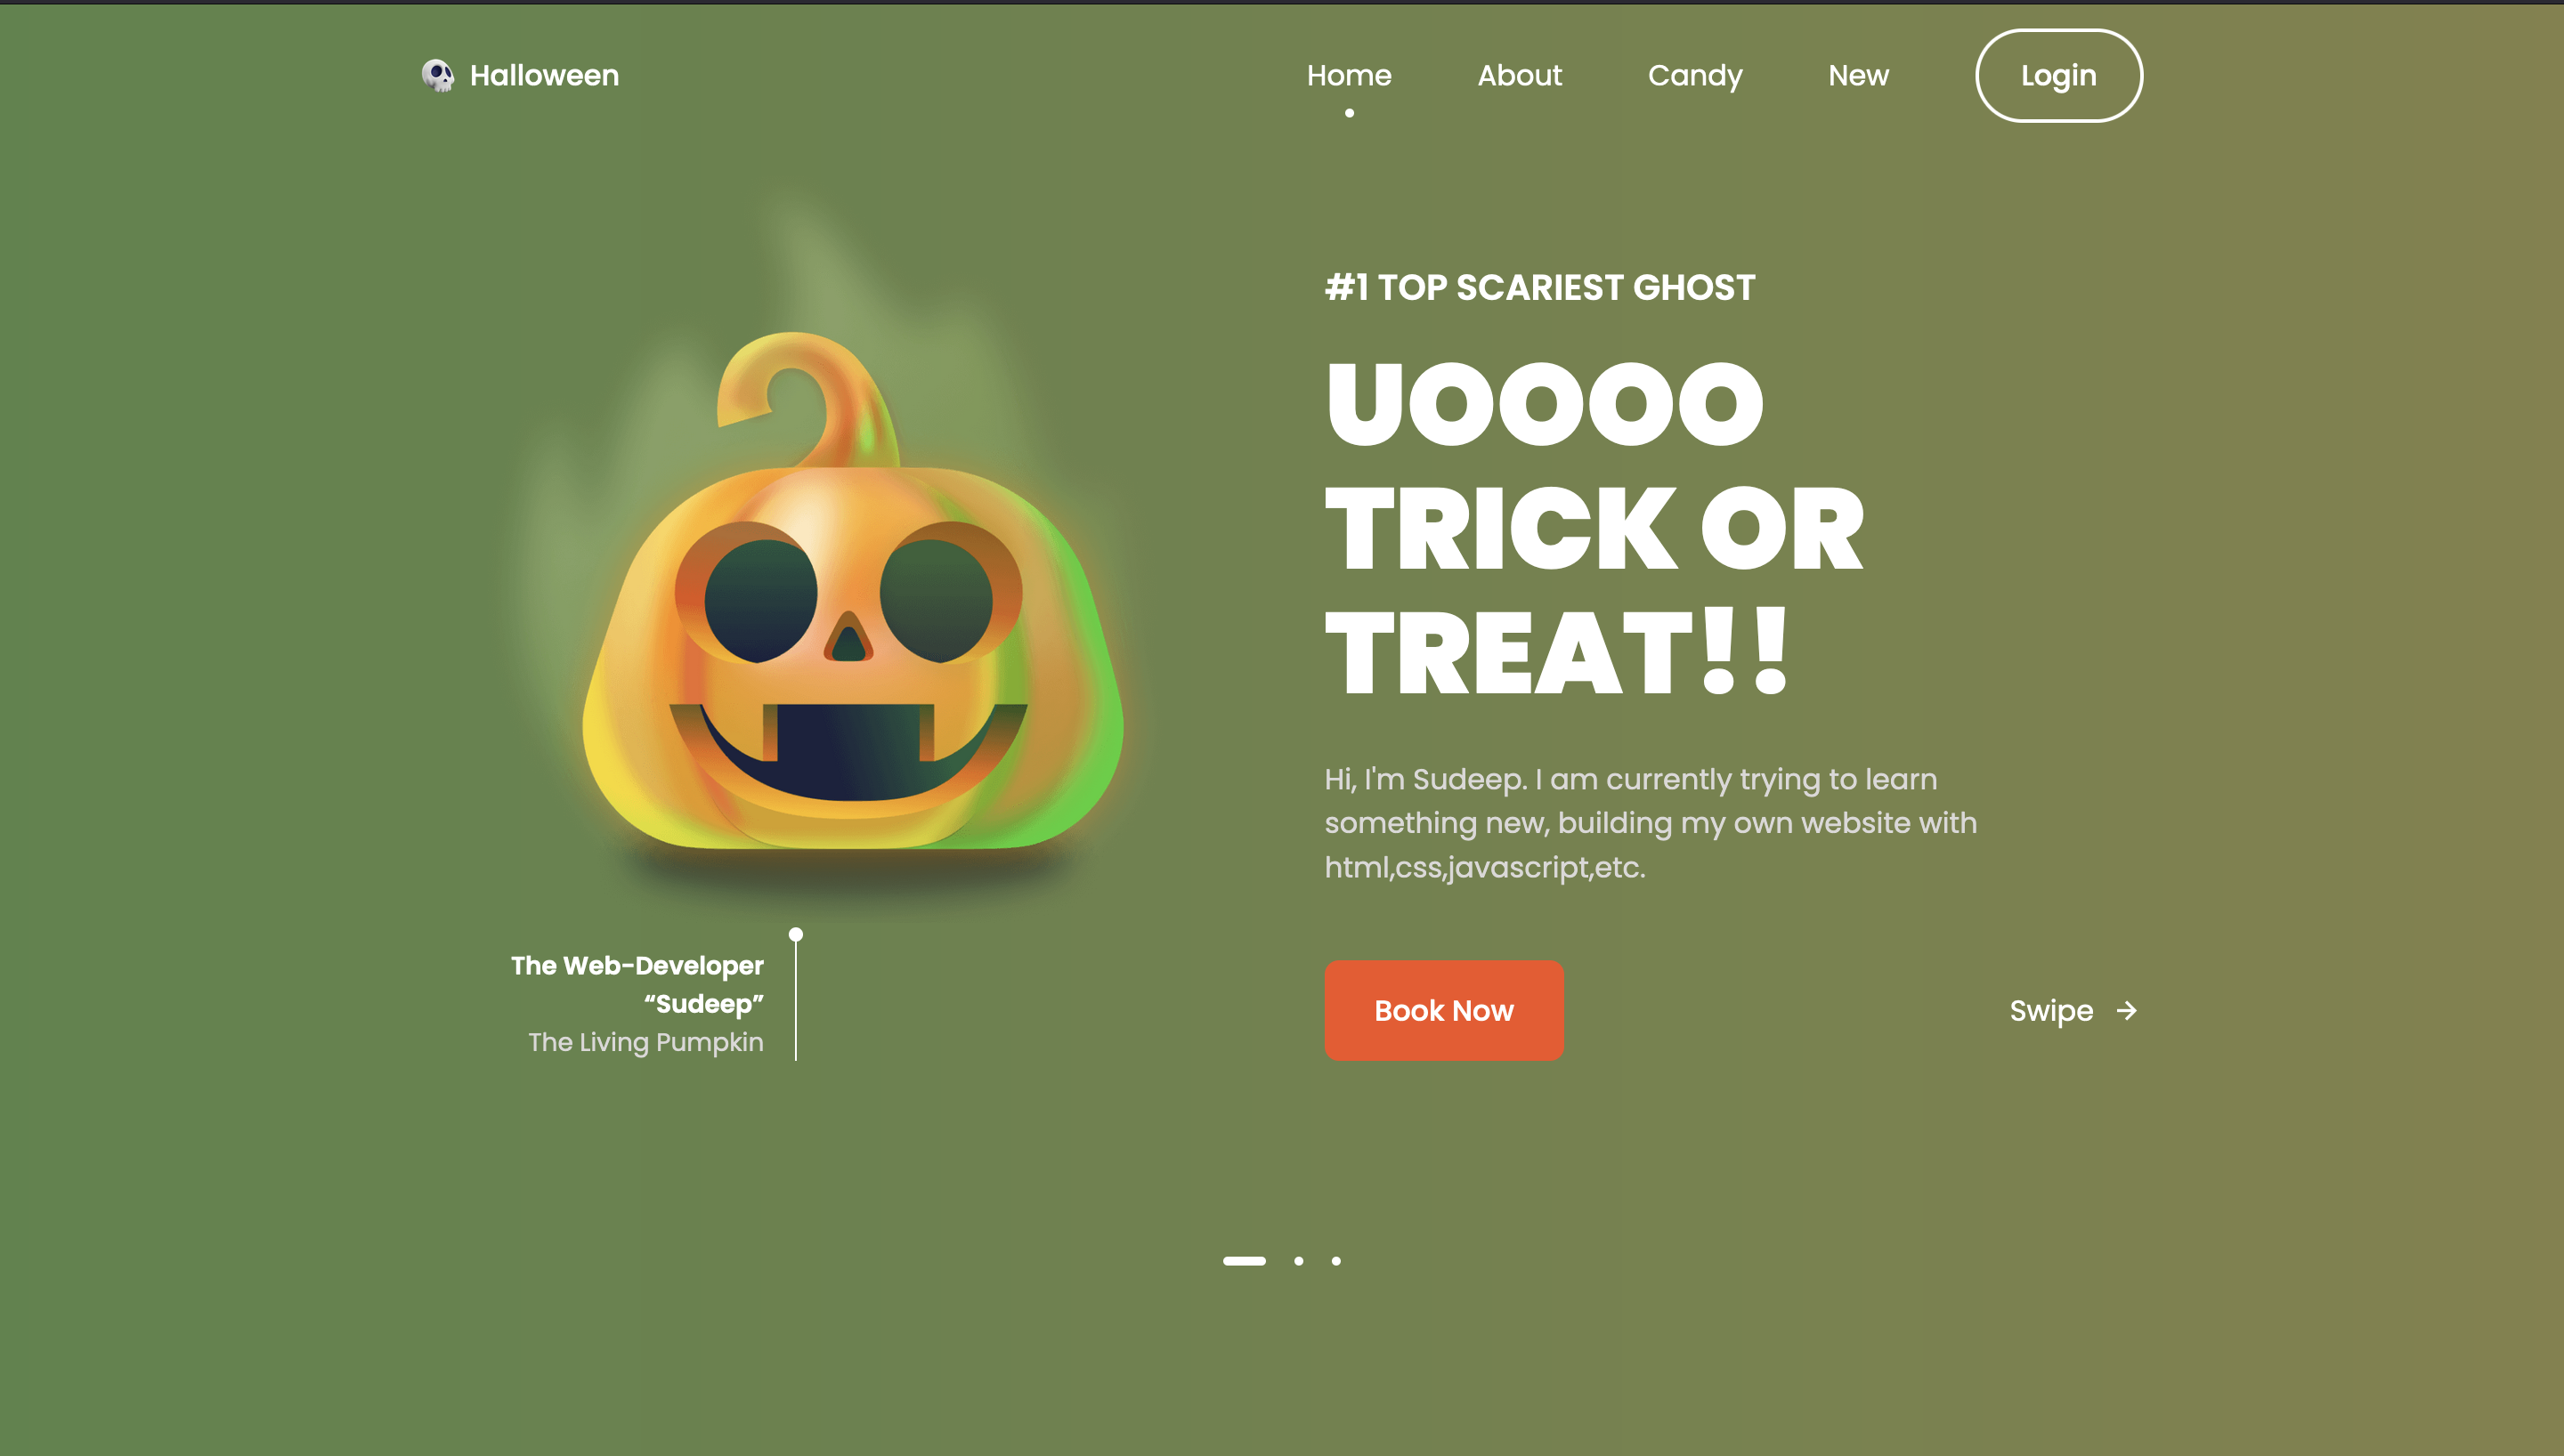 Halloween
Home
About
Candy
New
Login
#1 TOP SCARIEST GHOST
UOOOO
TRICK OR
TREAT!!
Hi, I'm Sudeep. I am currently trying to learn
something new, building my own website with
html,css,javascript,etc.
The Web-Developer
“Sudeep”
The Living Pumpkin
Book Now
Swipe →